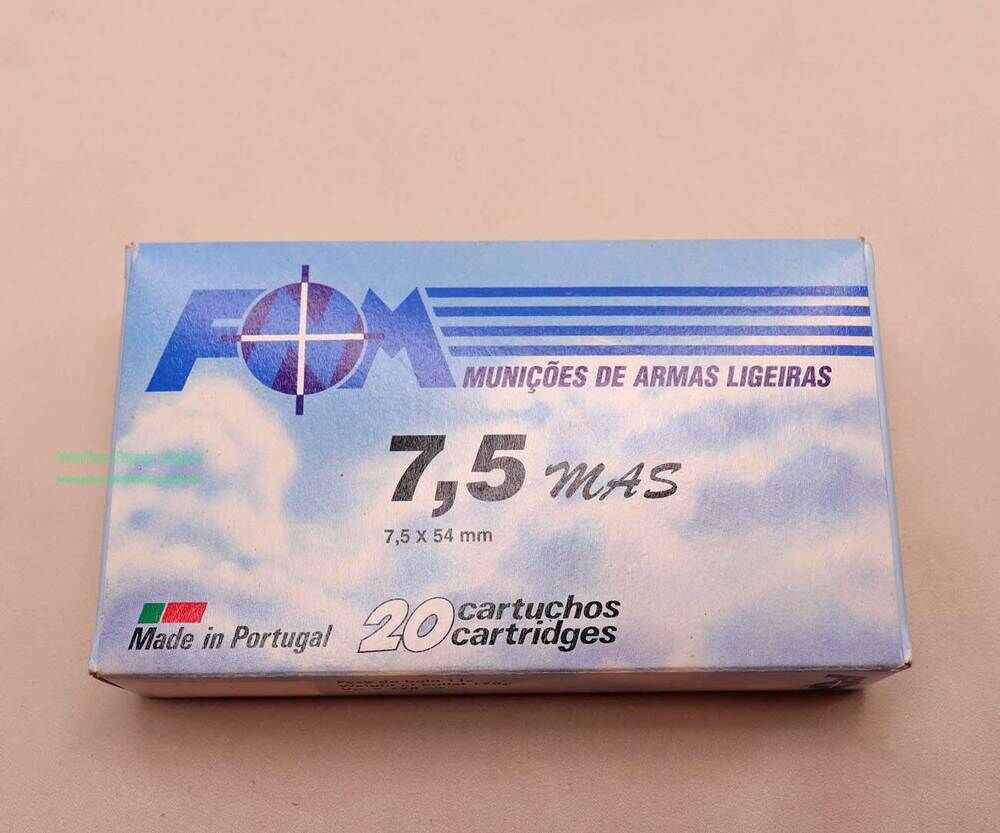 FNM
MUNIÇÕES DE ARMAS LIGEIRAS
7,5 MAS
7,5 X 54 mm
Made in Portugal
20 cartuchos
cartridges